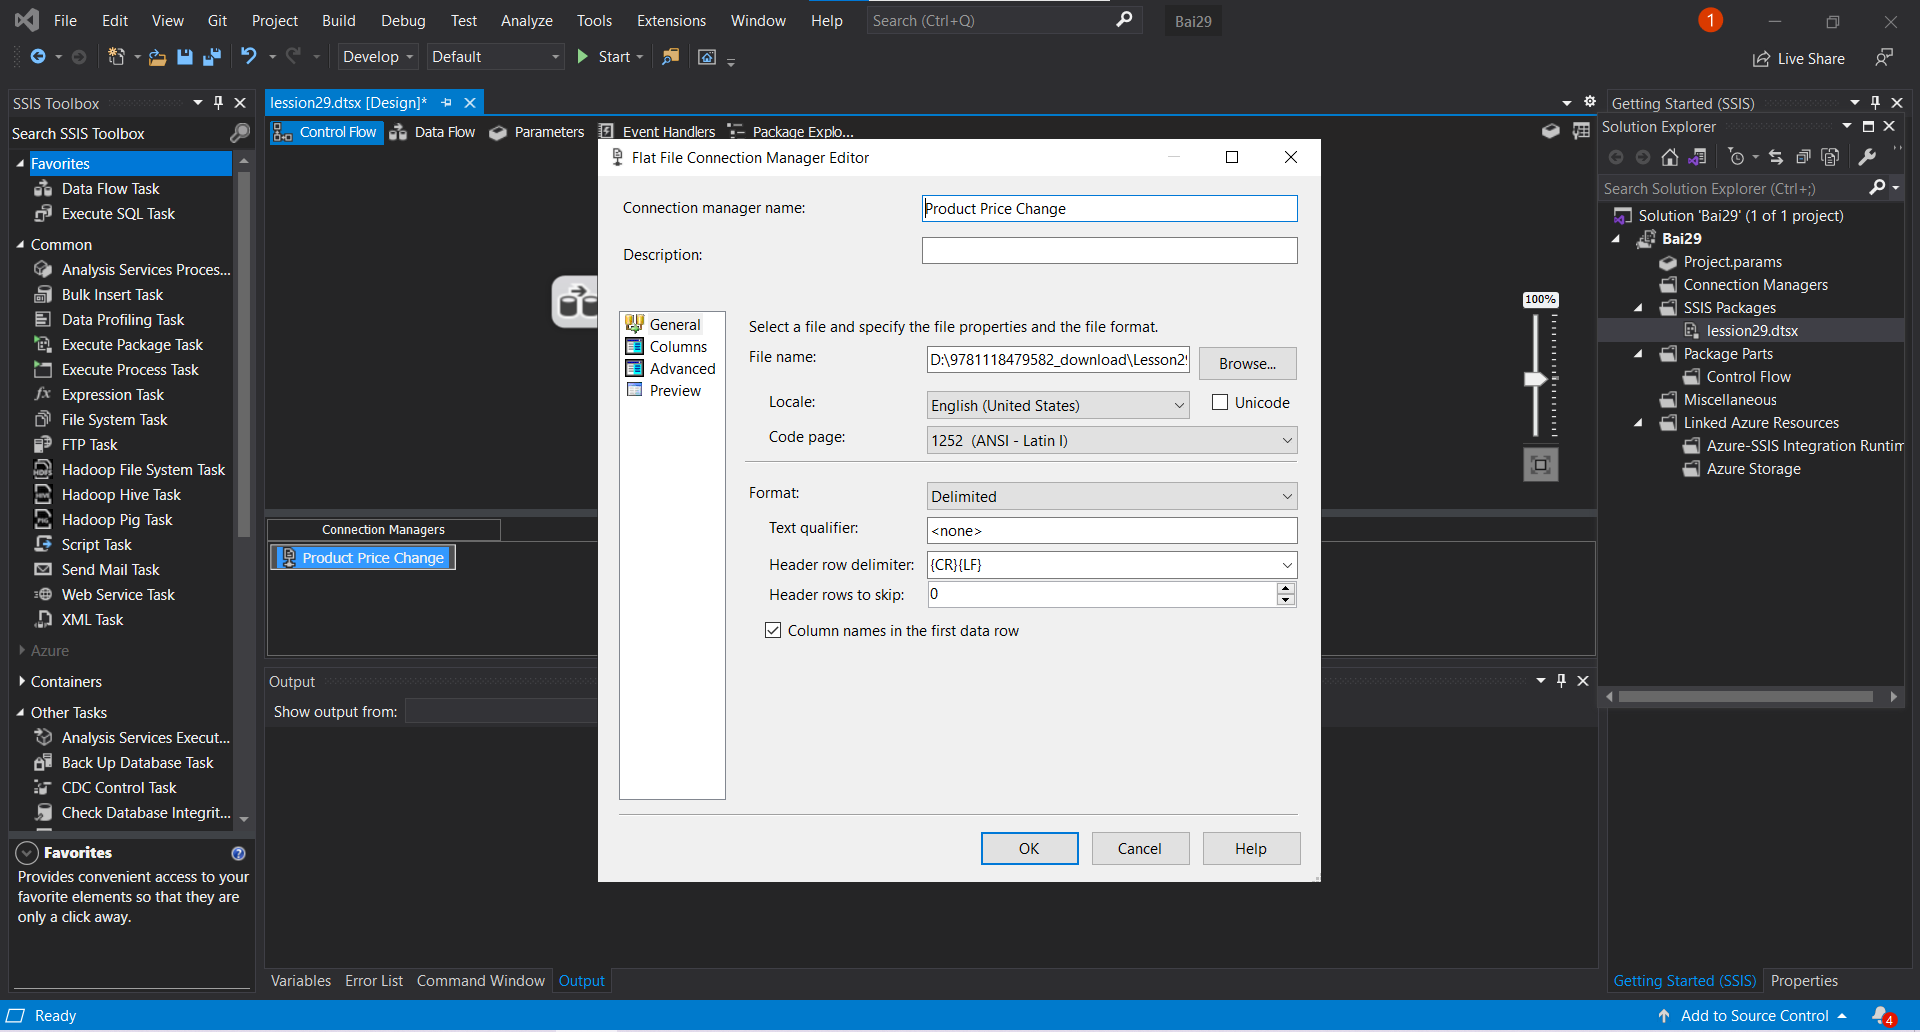 File Edit View Git Project Build Debug Test Analyze Tools Extensions Window Help Search (Ctrl+Q) Bai29 1
Develop Default Start Live Share
SSIS Toolbox
Search SSIS Toolbox
Favorites
Data Flow Task
Execute SQL Task
Common
Analysis Services Proces...
Bulk Insert Task
Data Profiling Task
Execute Package Task
Execute Process Task
Expression Task
File System Task
FTP Task
Hadoop File System Task
Hadoop Hive Task
Hadoop Pig Task
Script Task
Send Mail Task
Web Service Task
XML Task
Azure
Containers
Other Tasks
Analysis Services Execut...
Back Up Database Task
CDC Control Task
Check Database Integrit...
Favorites
Provides convenient access to your
favorite elements so that they are
only a click away.
lession29.dtsx [Design]*
Control Flow Data Flow Parameters Event Handlers Package Explo...
100%
Connection Managers
Product Price Change
Output
Show output from:
Variables Error List Command Window Output
Flat File Connection Manager Editor
Connection manager name: Product Price Change
Description:
General
Columns
Advanced
Preview
Select a file and specify the file properties and the file format.
File name: D:\9781118479582_download\Lesson29 Browse...
Locale: English (United States) Unicode
Code page: 1252 (ANSI - Latin I)
Format: Delimited
Text qualifier: <none>
Header row delimiter: {CR}{LF}
Header rows to skip: 0
Column names in the first data row
OK Cancel Help
Getting Started (SSIS)
Solution Explorer
Search Solution Explorer (Ctrl+;)
Solution 'Bai29' (1 of 1 project)
Bai29
Project.params
Connection Managers
SSIS Packages
lession29.dtsx
Package Parts
Control Flow
Miscellaneous
Linked Azure Resources
Azure-SSIS Integration Runtim
Azure Storage
Getting Started (SSIS) Properties
Ready Add to Source Control 4